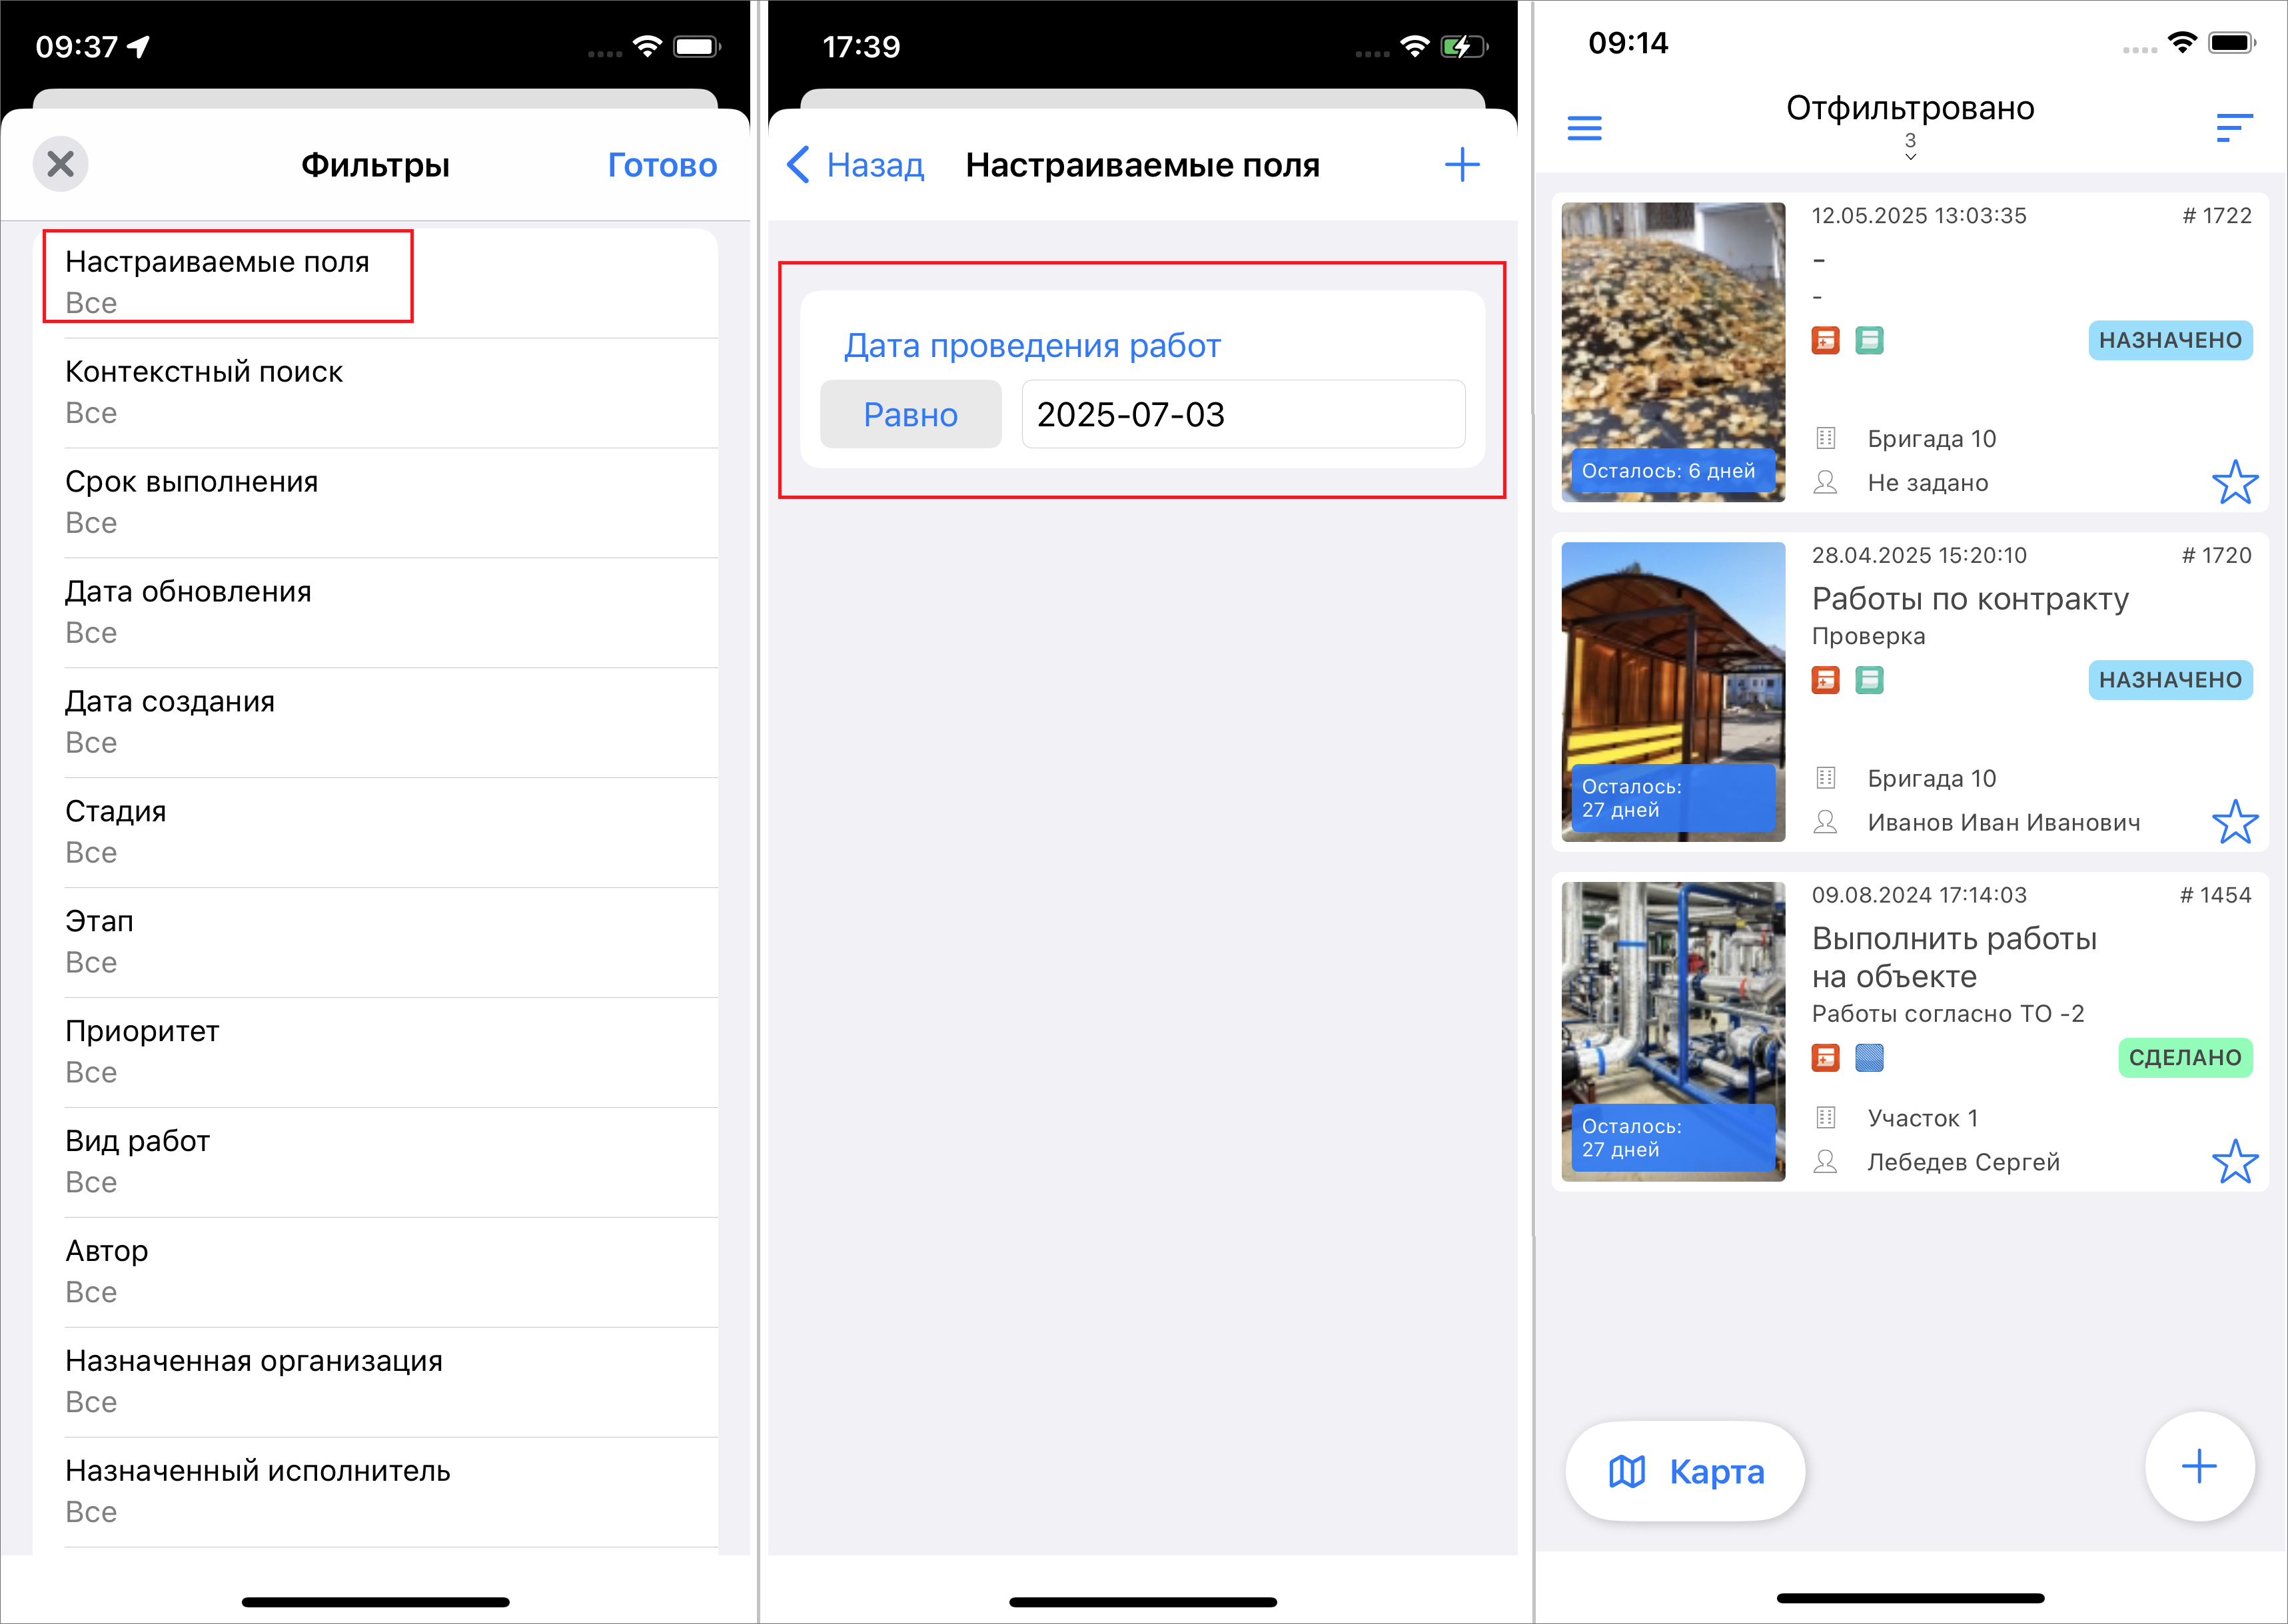 09:37
Фильтры
Готово
Настраиваемые поля
Все
Контекстный поиск
Все
Срок выполнения
Все
Дата обновления
Все
Дата создания
Все
Стадия
Все
Этап
Все
Приоритет
Все
Вид работ
Все
Автор
Все
Назначенная организация
Все
Назначенный исполнитель
Все
17:39
Назад
Настраиваемые поля
Дата проведения работ
Равно
2025-07-03
09:14
Отфильтровано
3
12.05.2025 13:03:35
# 1722
-
-
НАЗНАЧЕНО
Осталось: 6 дней
Бригада 10
Не задано
28.04.2025 15:20:10
# 1720
Работы по контракту
Проверка
НАЗНАЧЕНО
Осталось:
27 дней
Бригада 10
Иванов Иван Иванович
09.08.2024 17:14:03
# 1454
Выполнить работы
на объекте
Работы согласно ТО -2
СДЕЛАНО
Осталось:
27 дней
Участок 1
Лебедев Сергей
Карта